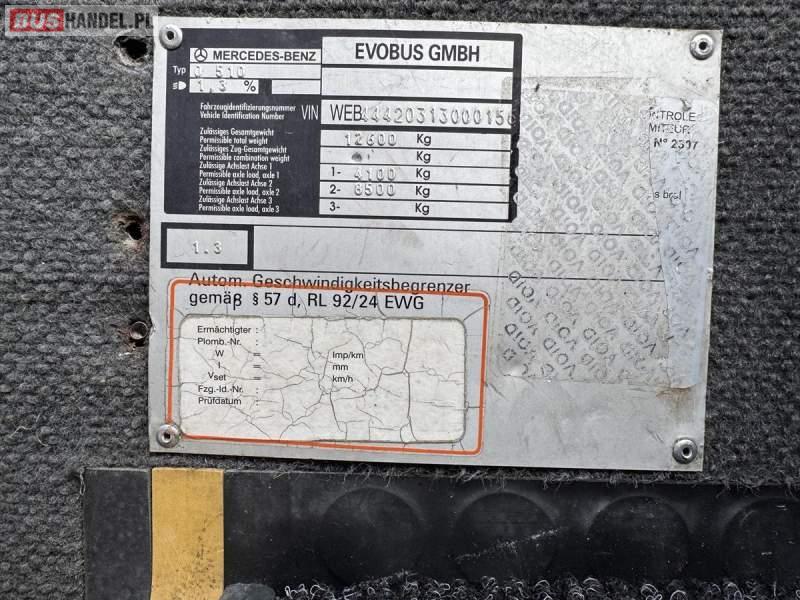 BUSHANDEL.PL
MERCEDES-BENZ
EVOBUS GMBH
Typ O 510
1.3 %
Fahrzeugidentifizierungsnummer
Vehicle Identification Number
VIN WEB44420313000156
Zulässiges Gesamtgewicht
Permissible total weight
12600 Kg
Zulässiges Zug-Gesamtgewicht
Permissible combination weight
Kg
Zulässige Achslast Achse 1
Permissible axle load, axle 1
1- 4100 Kg
Zulässige Achslast Achse 2
Permissible axle load, axle 2
2- 8500 Kg
Zulässige Achslast Achse 3
Permissible axle load, axle 3
3- Kg
1.3
Autom. Geschwindigkeitsbegrenzer
gemäß § 57 d, RL 92/24 EWG
Ermächtigter :
Plomb.-Nr. :
W = Imp/km
l = mm
Vset = km/h
Fzg.-Id.-Nr. :
Prüfdatum :
VOID VOID VOID